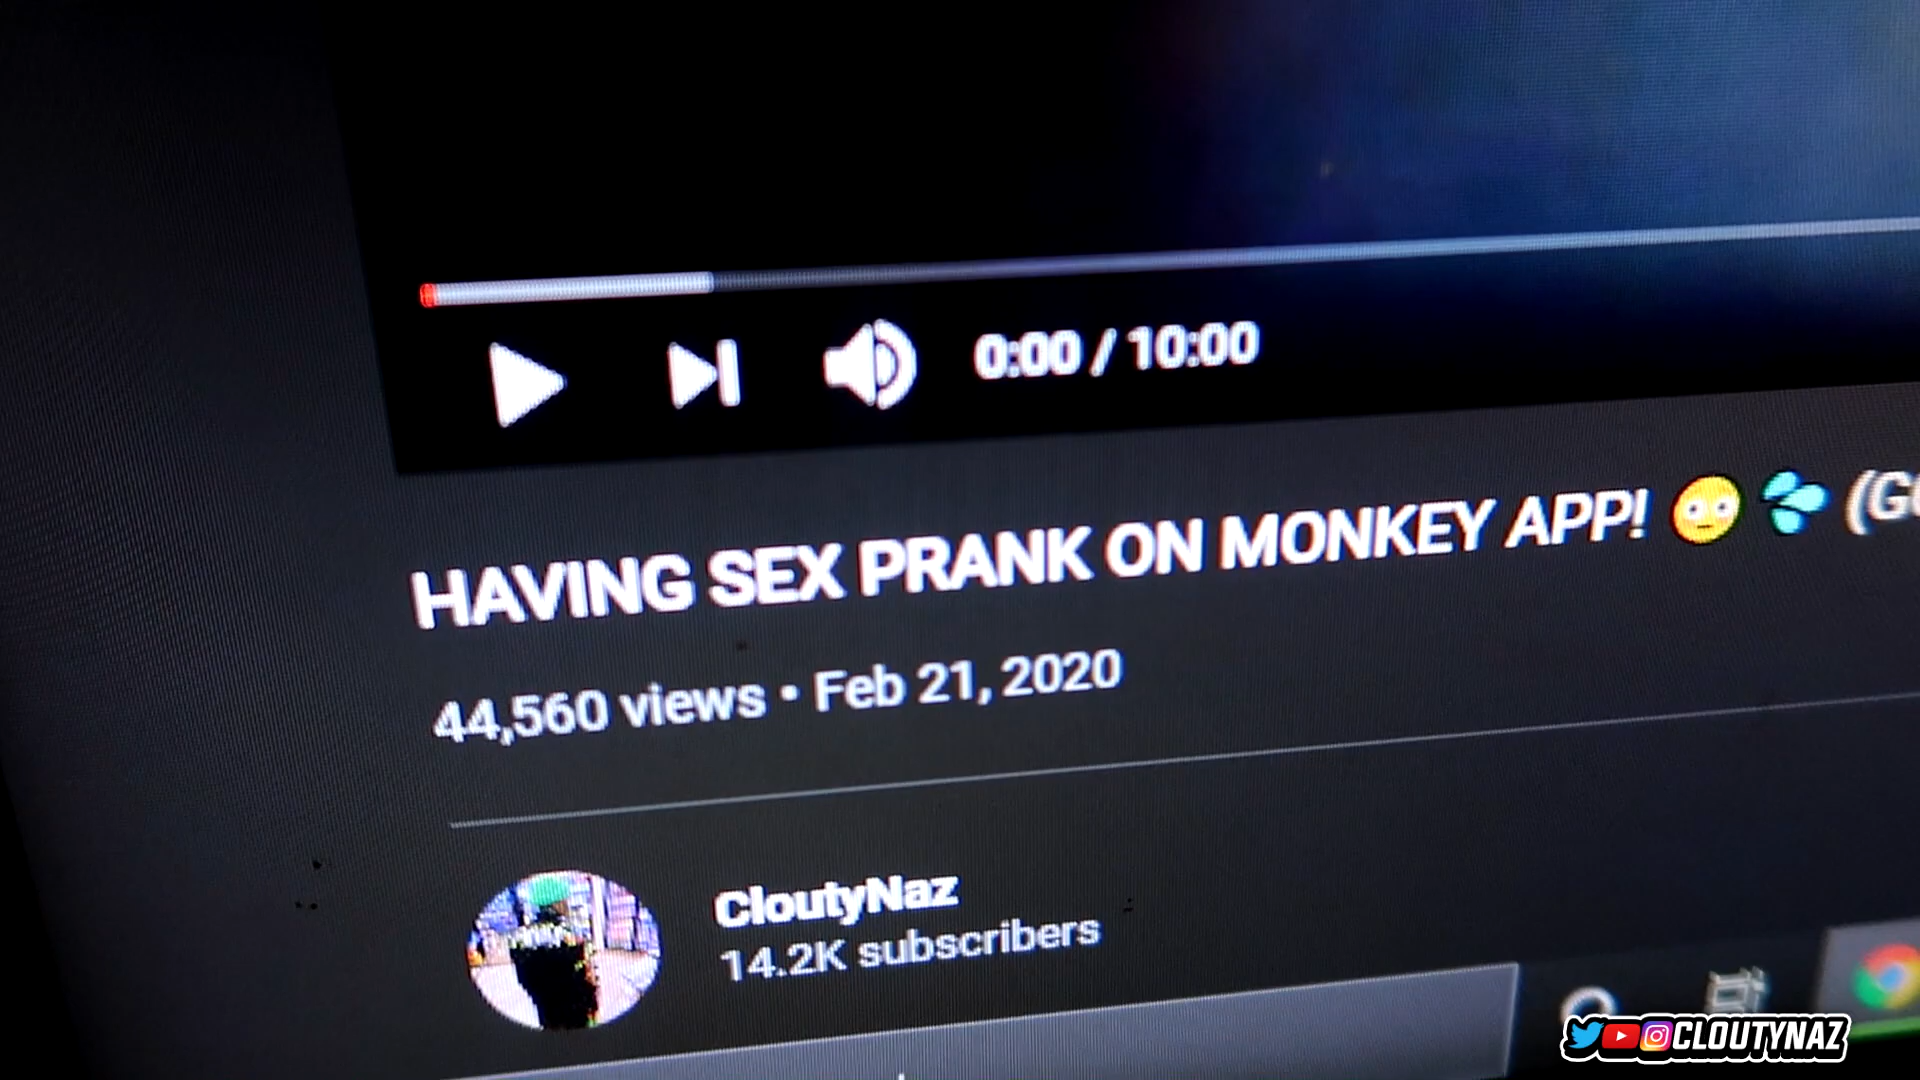 0:00 / 10:00
HAVING SEX PRANK ON MONKEY APP! 😳 💦
44,560 views • Feb 21, 2020
CloutyNaz
14.2K subscribers
CLOUTYNAZ